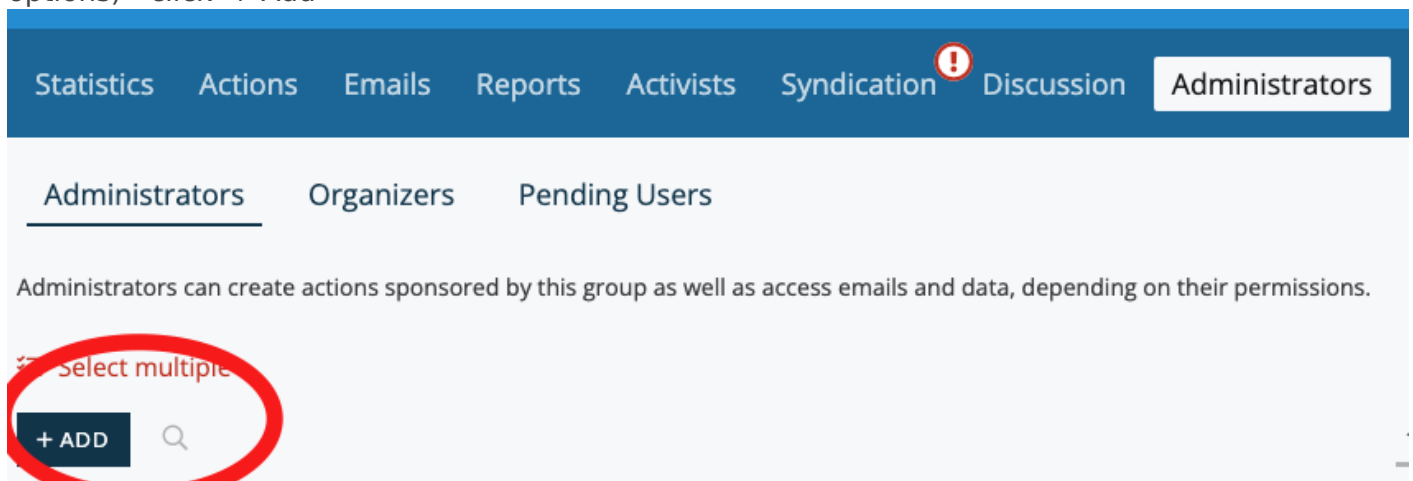 Statistics Actions Emails Reports Activists Syndication ! Discussion Administrators
Administrators Organizers Pending Users
Administrators can create actions sponsored by this group as well as access emails and data, depending on their permissions.
Select multiple
+ ADD